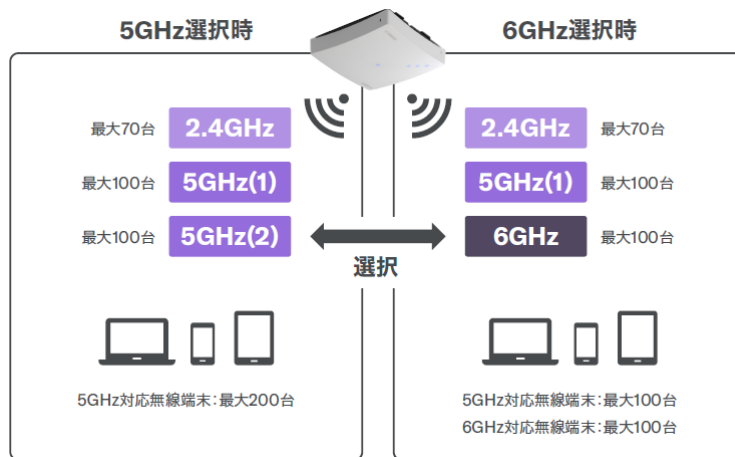 5GHz選択時
6GHz選択時
最大70台
2.4GHz
最大100台
5GHz(1)
最大100台
5GHz(2)
選択
2.4GHz
最大70台
5GHz(1)
最大100台
6GHz
最大100台
5GHz対応無線端末:最大200台
5GHz対応無線端末:最大100台
6GHz対応無線端末:最大100台